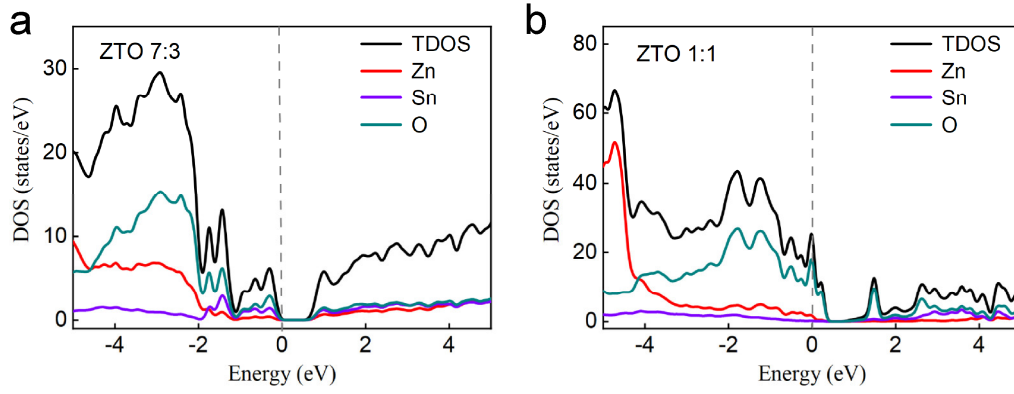 a
ZTO 7:3
TDOS
Zn
Sn
O
DOS (states/eV)
30
20
10
0
-4
-2
0
2
4
Energy (eV)
b
ZTO 1:1
TDOS
Zn
Sn
O
DOS (states/eV)
80
60
40
20
0
-4
-2
0
2
4
Energy (eV)